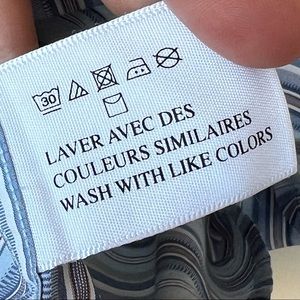 30
LAVER AVEC DES
COULEURS SIMILAIRES
WASH WITH LIKE COLORS